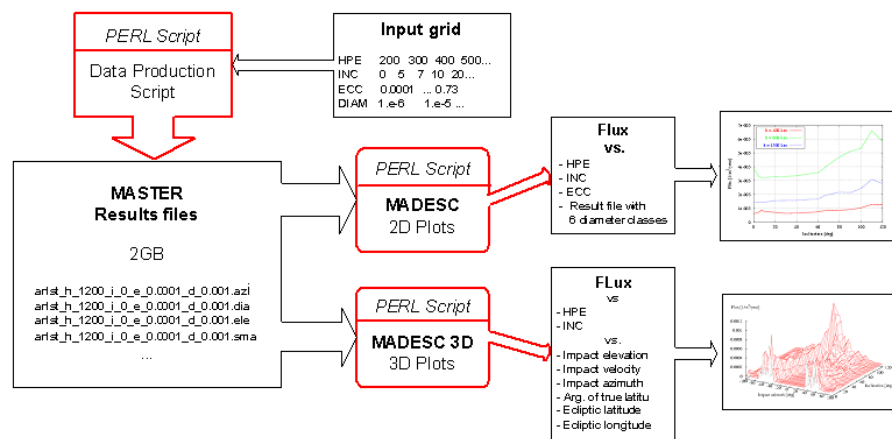 PERL Script
Data Production
Script
Input grid
HPE 200 300 400 500...
INC 0 5 7 10 20...
ECC 0.0001 ... 0.73
DIAM 1.e-6 1.e-5 ...
MASTER
Results files
2GB
arlst_h_1200_i_0_e_0.0001_d_0.001.azi
arlst_h_1200_i_0_e_0.0001_d_0.001.dia
arlst_h_1200_i_0_e_0.0001_d_0.001.ele
arlst_h_1200_i_0_e_0.0001_d_0.001.sma
...
PERL Script
MADESC
2D Plots
Flux
vs.
- HPE
- INC
- ECC
- Result file with
6 diameter classes
PERL Script
MADESC 3D
3D Plots
FLux
vs
- HPE
- INC
vs.
- Impact elevation
- Impact velocity
- Impact azimuth
- Arg. of true latitu
- Ecliptic latitude
- Ecliptic longitude